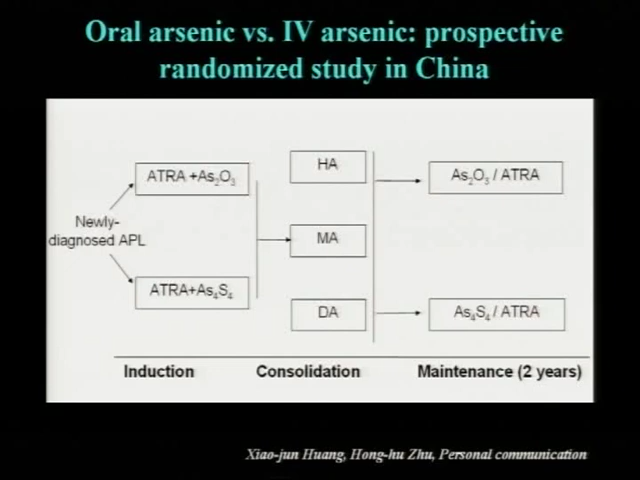 Oral arsenic vs. IV arsenic: prospective
randomized study in China
Newly-
diagnosed APL
ATRA +As₂O₃
ATRA+As₄S₄
HA
MA
DA
As₂O₃ / ATRA
As₄S₄ / ATRA
Induction
Consolidation
Maintenance (2 years)
Xiao-jun Huang, Hong-hu Zhu, Personal communication